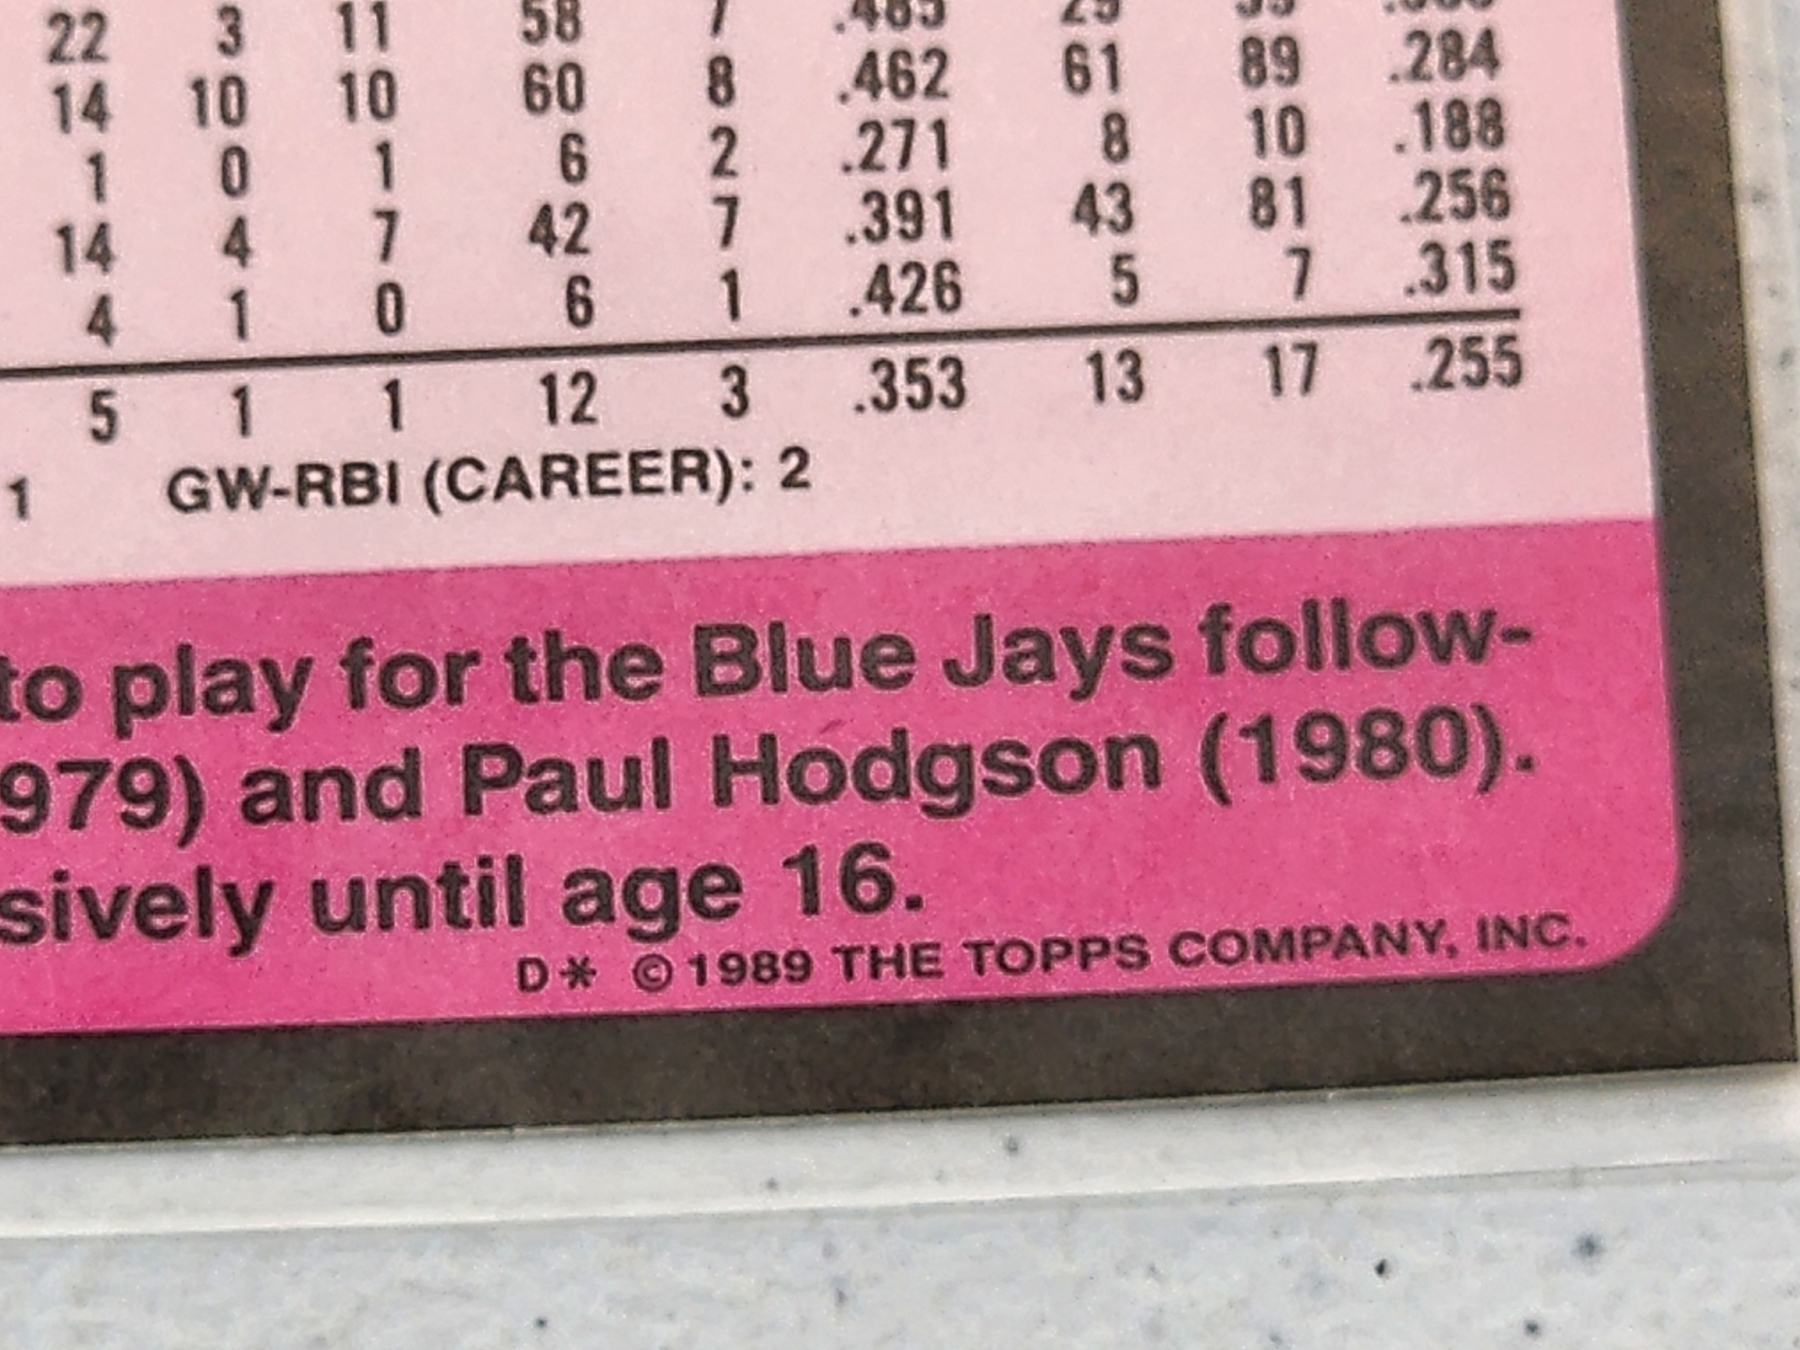 22 3 11 58 7 .485
14 10 10 60 8 .462 61 89 .284
1 0 1 6 2 .271 8 10 .188
14 4 7 42 7 .391 43 81 .256
4 1 0 6 1 .426 5 7 .315
5 1 1 12 3 .353 13 17 .255
1 GW-RBI (CAREER): 2
to play for the Blue Jays follow-
979) and Paul Hodgson (1980).
sively until age 16.
D* © 1989 THE TOPPS COMPANY, INC.